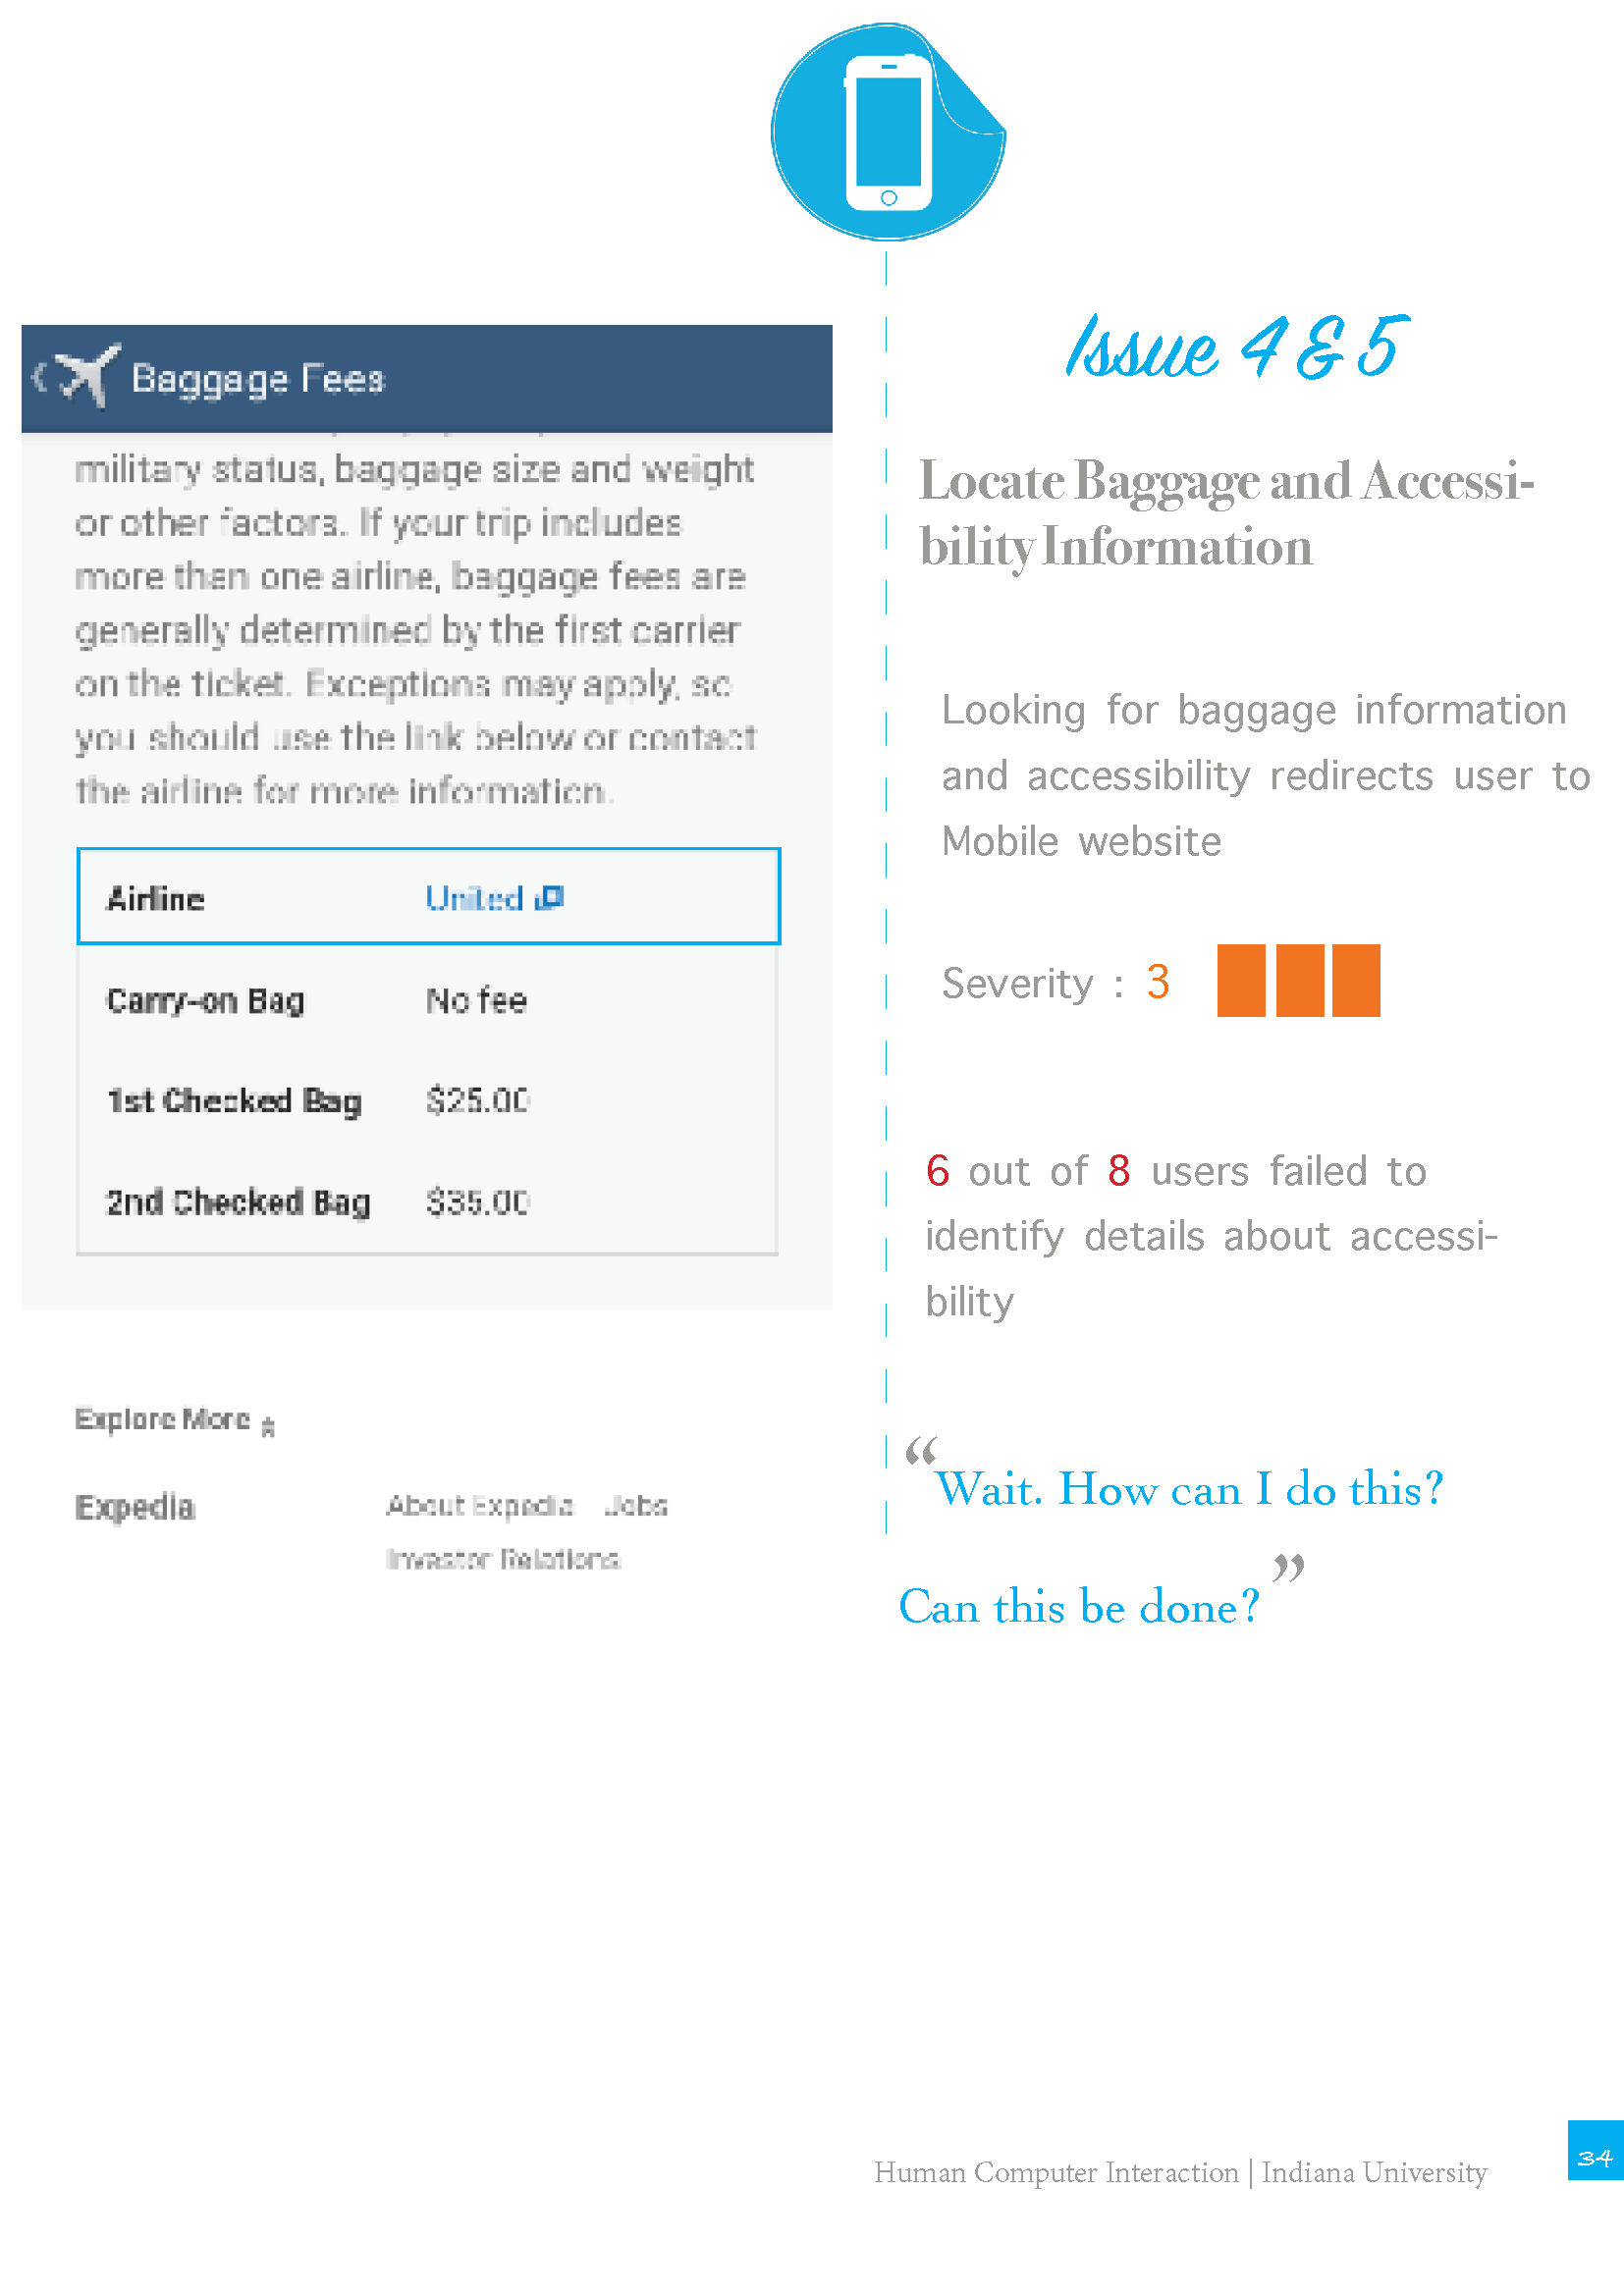 Issue 4 & 5
Baggage Fees
military status, baggage size and weight
or other factors. If your trip includes
more than one airline, baggage fees are
generally determined by the first carrier
on the ticket. Exceptions may apply, so
you should use the link below or contact
the airline for more information.
Airline United
Carry-on Bag No fee
1st Checked Bag $25.00
2nd Checked Bag $35.00
Explore More
Expedia About Expedia Jobs
Investor Relations
Locate Baggage and Accessi-
bility Information
Looking for baggage information
and accessibility redirects user to
Mobile website
Severity : 3
6 out of 8 users failed to
identify details about accessi-
bility
“Wait. How can I do this?
Can this be done?”
Human Computer Interaction | Indiana University
34